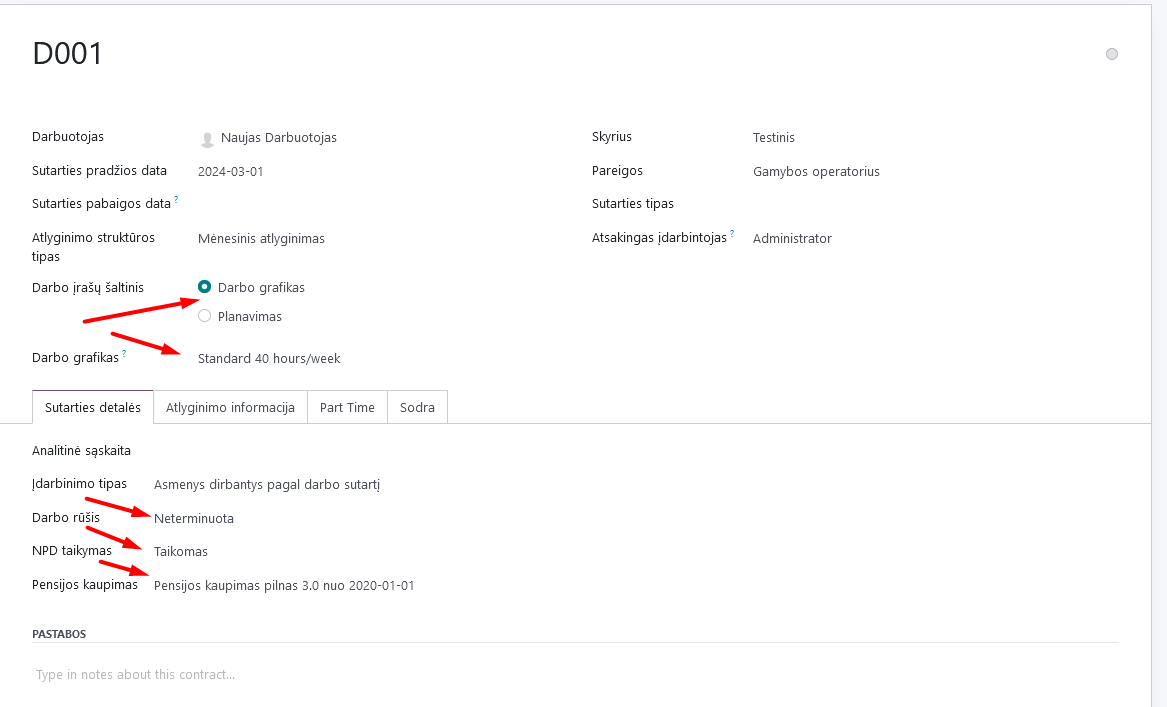 D001
Darbuotojas
Naujas Darbuotojas
Sutarties pradžios data
2024-03-01
Sutarties pabaigos data ?
Atlyginimo struktūros
tipas
Mėnesinis atlyginimas
Darbo įrašų šaltinis
Darbo grafikas
Planavimas
Darbo grafikas ?
Standard 40 hours/week
Skyrius
Testinis
Pareigos
Gamybos operatorius
Sutarties tipas
Atsakingas įdarbintojas ?
Administrator
Sutarties detalės
Atlyginimo informacija
Part Time
Sodra
Analitinė sąskaita
Įdarbinimo tipas
Asmenys dirbantys pagal darbo sutartį
Darbo rūšis
Neterminuota
NPD taikymas
Taikomas
Pensijos kaupimas
Pensijos kaupimas pilnas 3.0 nuo 2020-01-01
PASTABOS
Type in notes about this contract...